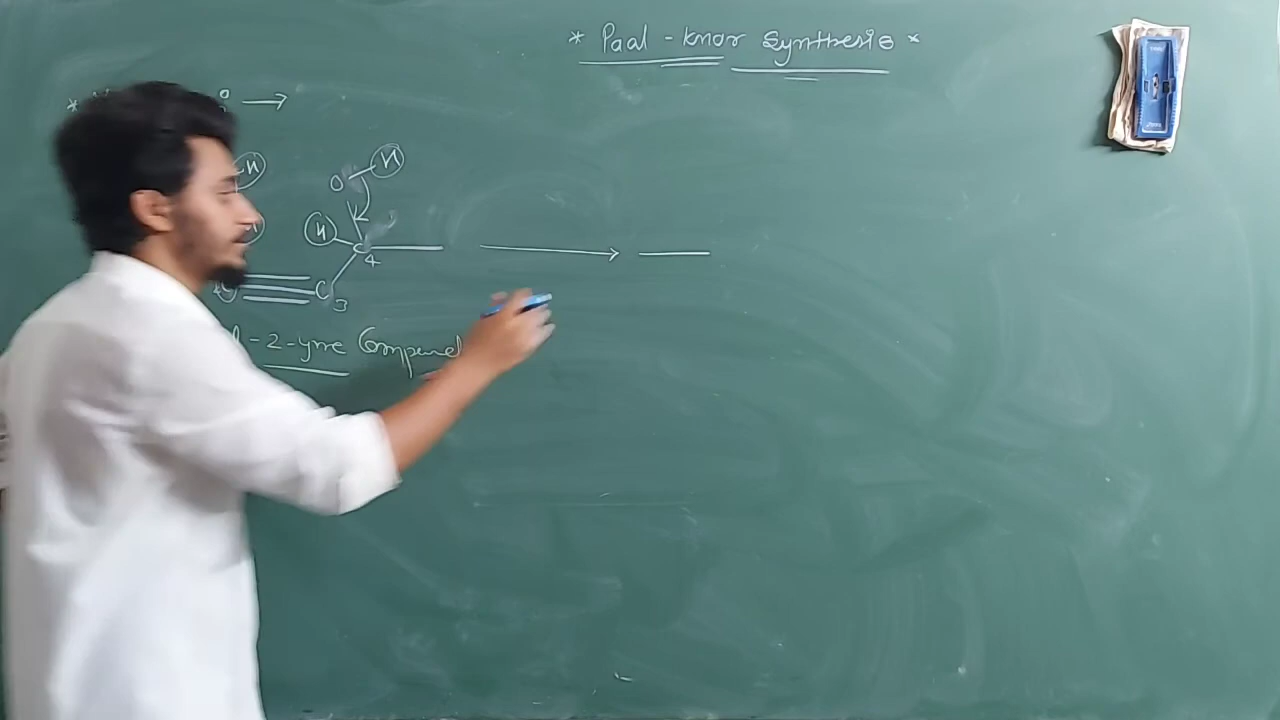 * Paal - knor Synthesis *
*
O
H
O H
H
C 4
C 3
- 2 - yne Compound